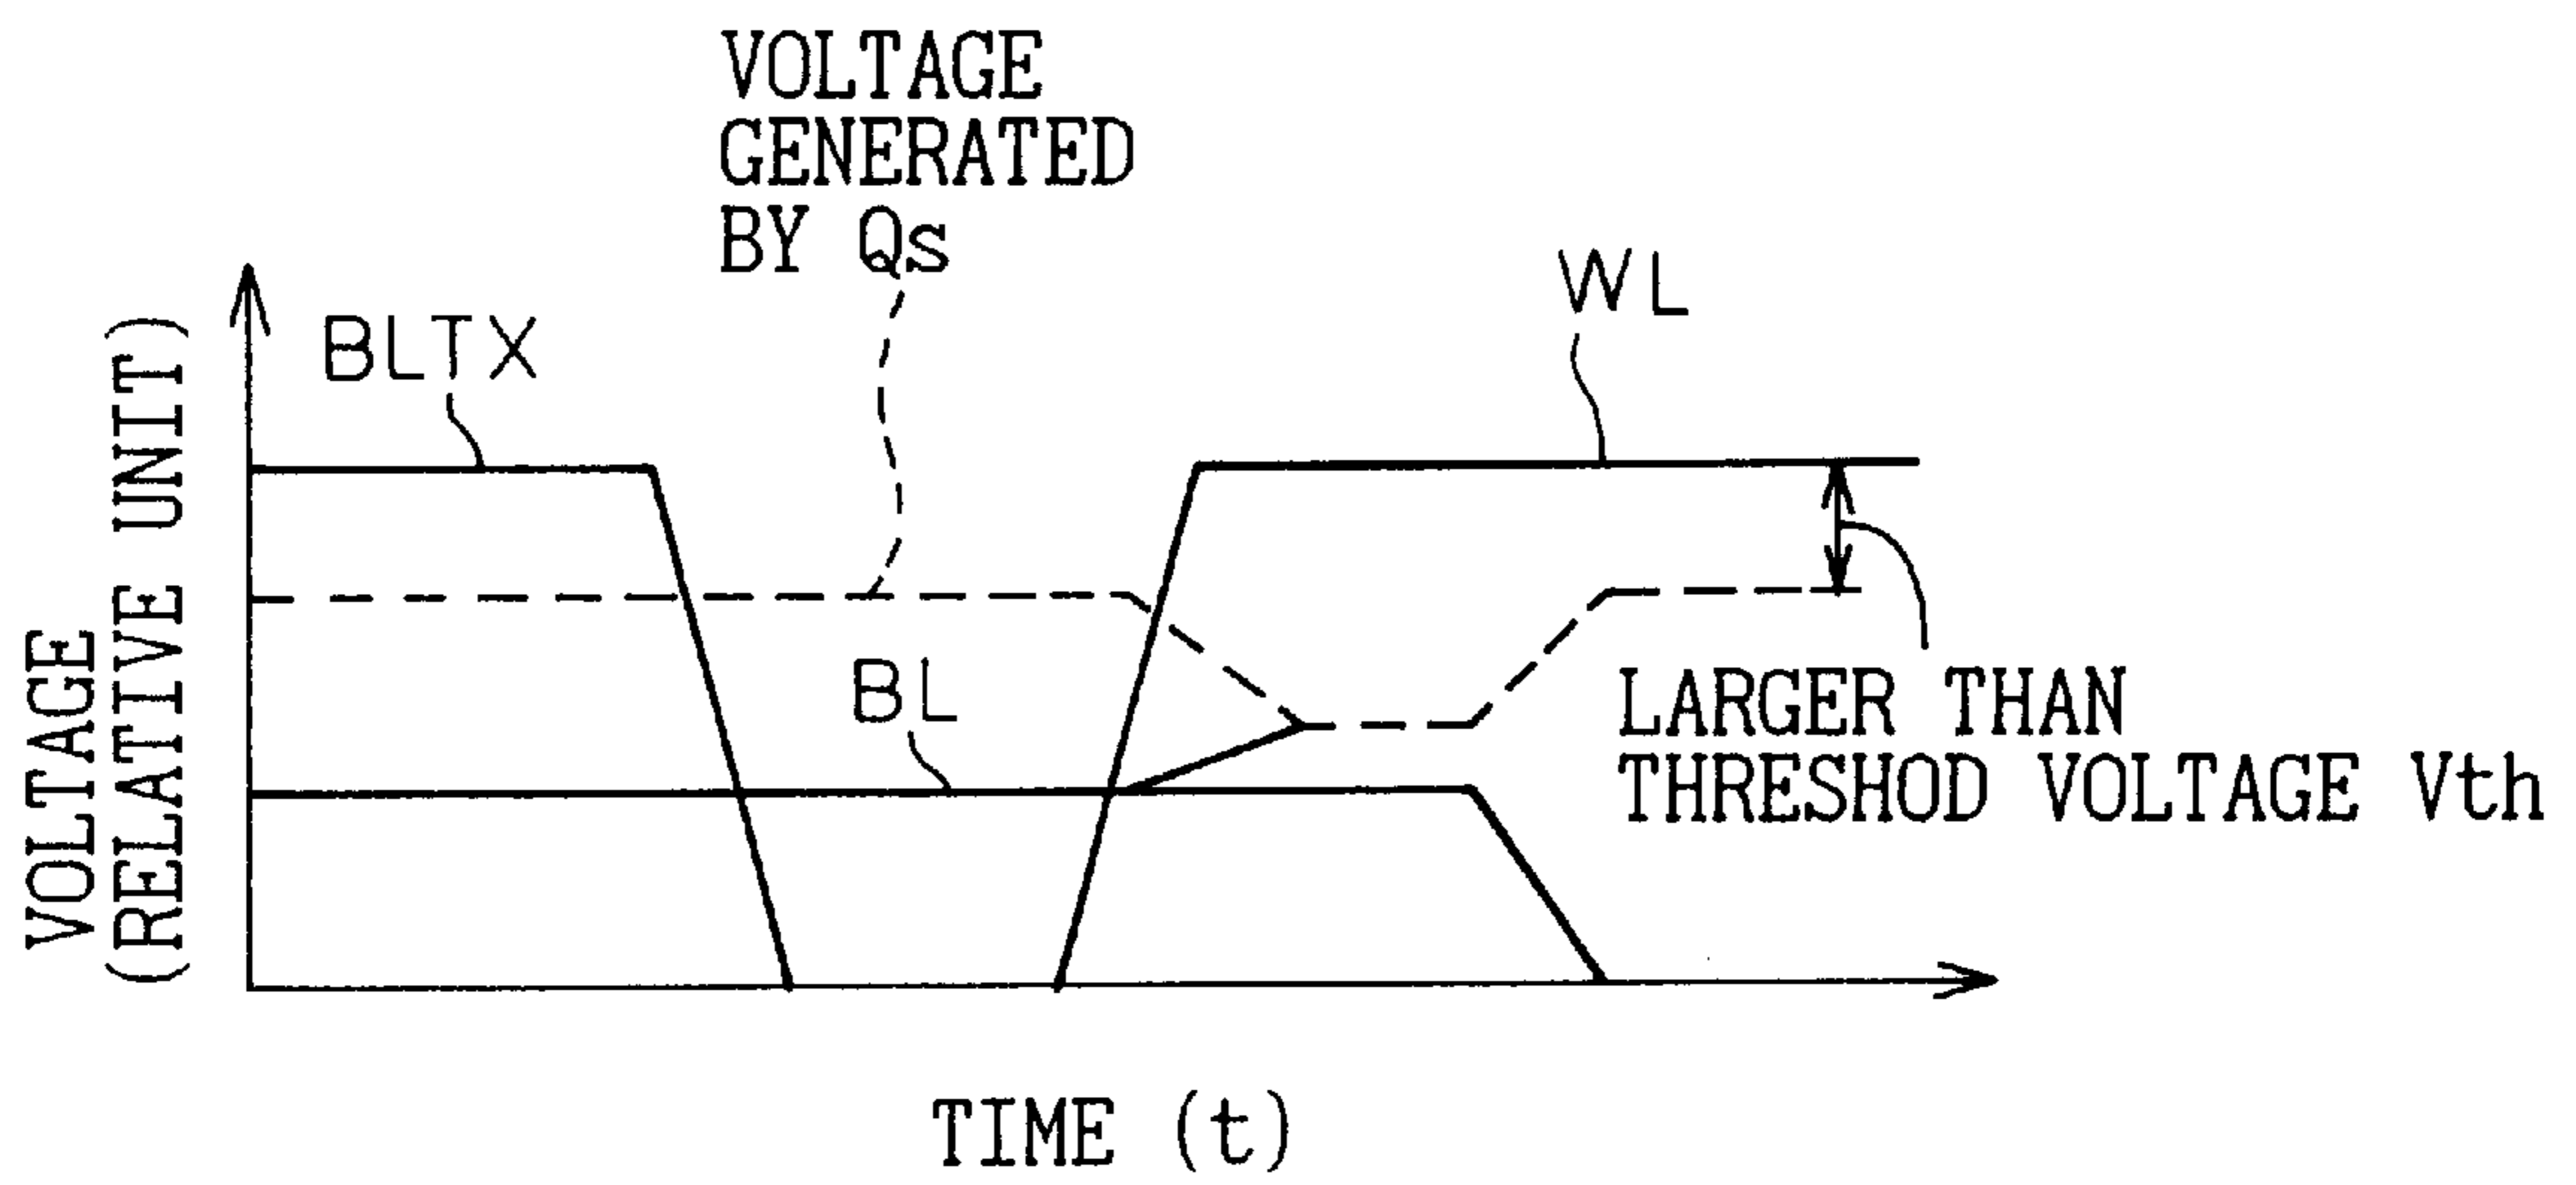 VOLTAGE
GENERATED
BY Qs
WL
BLTX
VOLTAGE
(RELATIVE UNIT)
BL
LARGER THAN
THRESHOD VOLTAGE Vth
TIME (t)